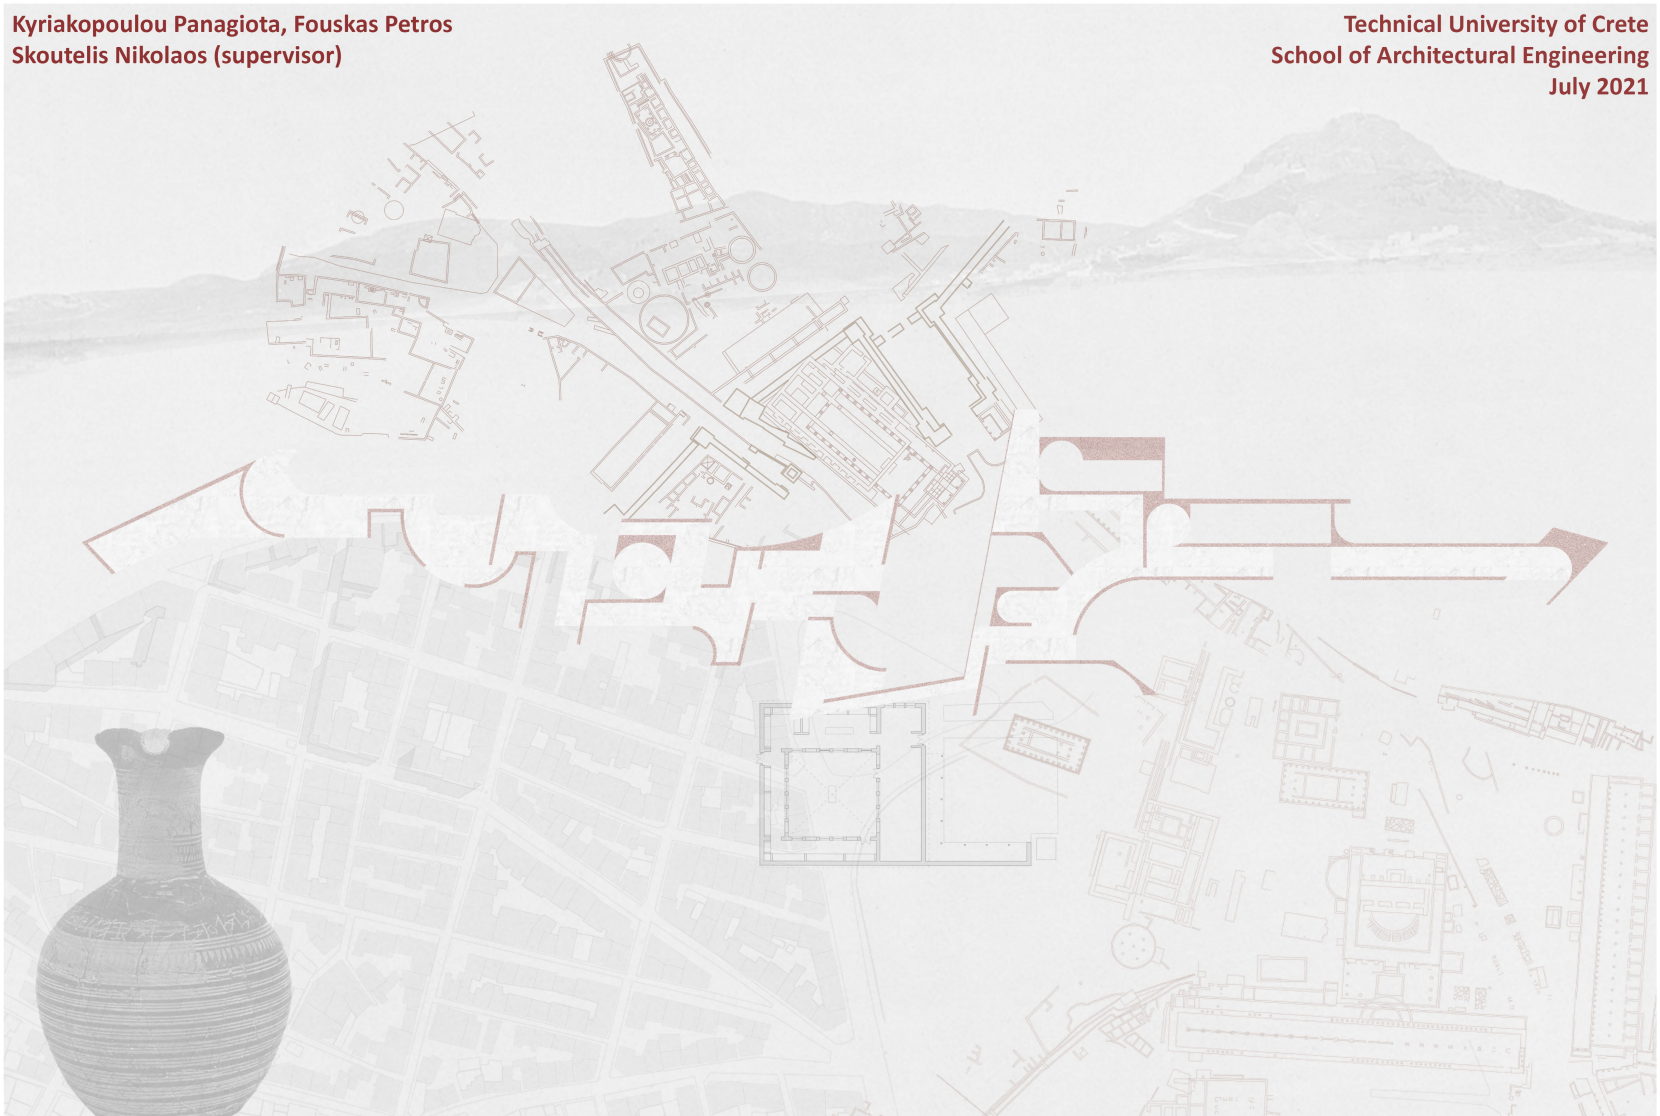 Kyriakopoulou Panagiota, Fouskas Petros
Skoutelis Nikolaos (supervisor)
Technical University of Crete
School of Architectural Engineering
July 2021